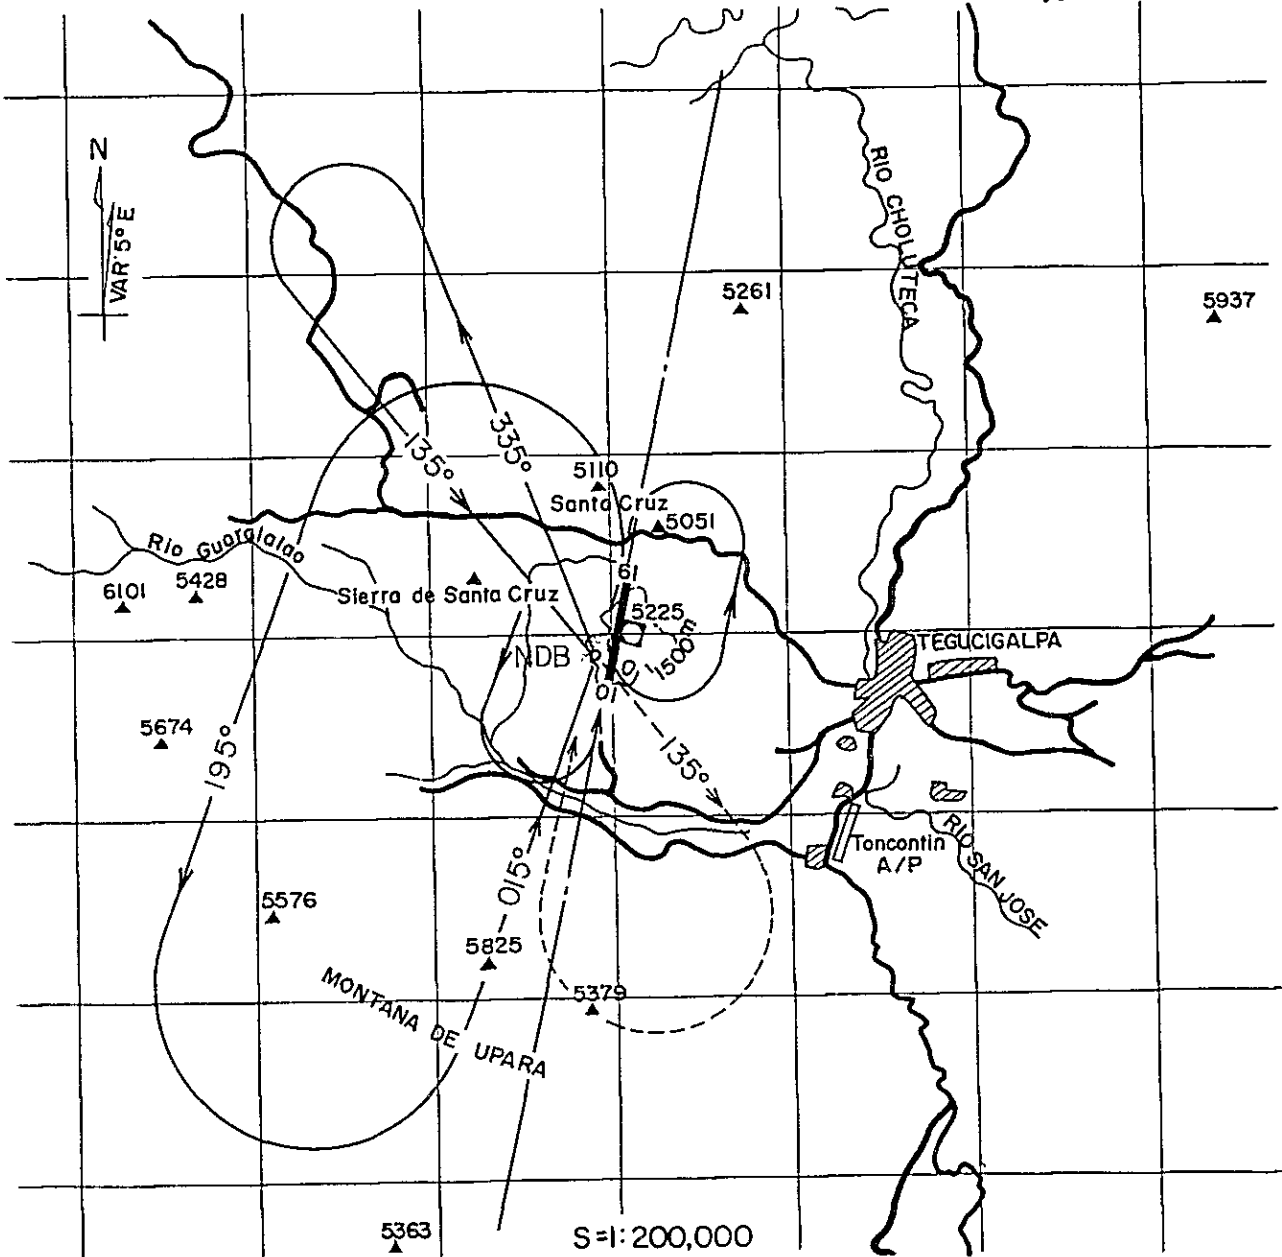 N
VAR 5° E
RIO CHOLUTECA
5261
5937
335°
135°
5110
Santa Cruz
5051
Rio Guaralalao
61
6101
5428
Sierra de Santa Cruz
5225
1500m
NDB
01
TEGUCIGALPA
5674
195°
135°
Toncontin
A/P
RIO SAN JOSE
015°
5576
5825
5379
MONTANA DE UPARA
5363
S=1:200,000